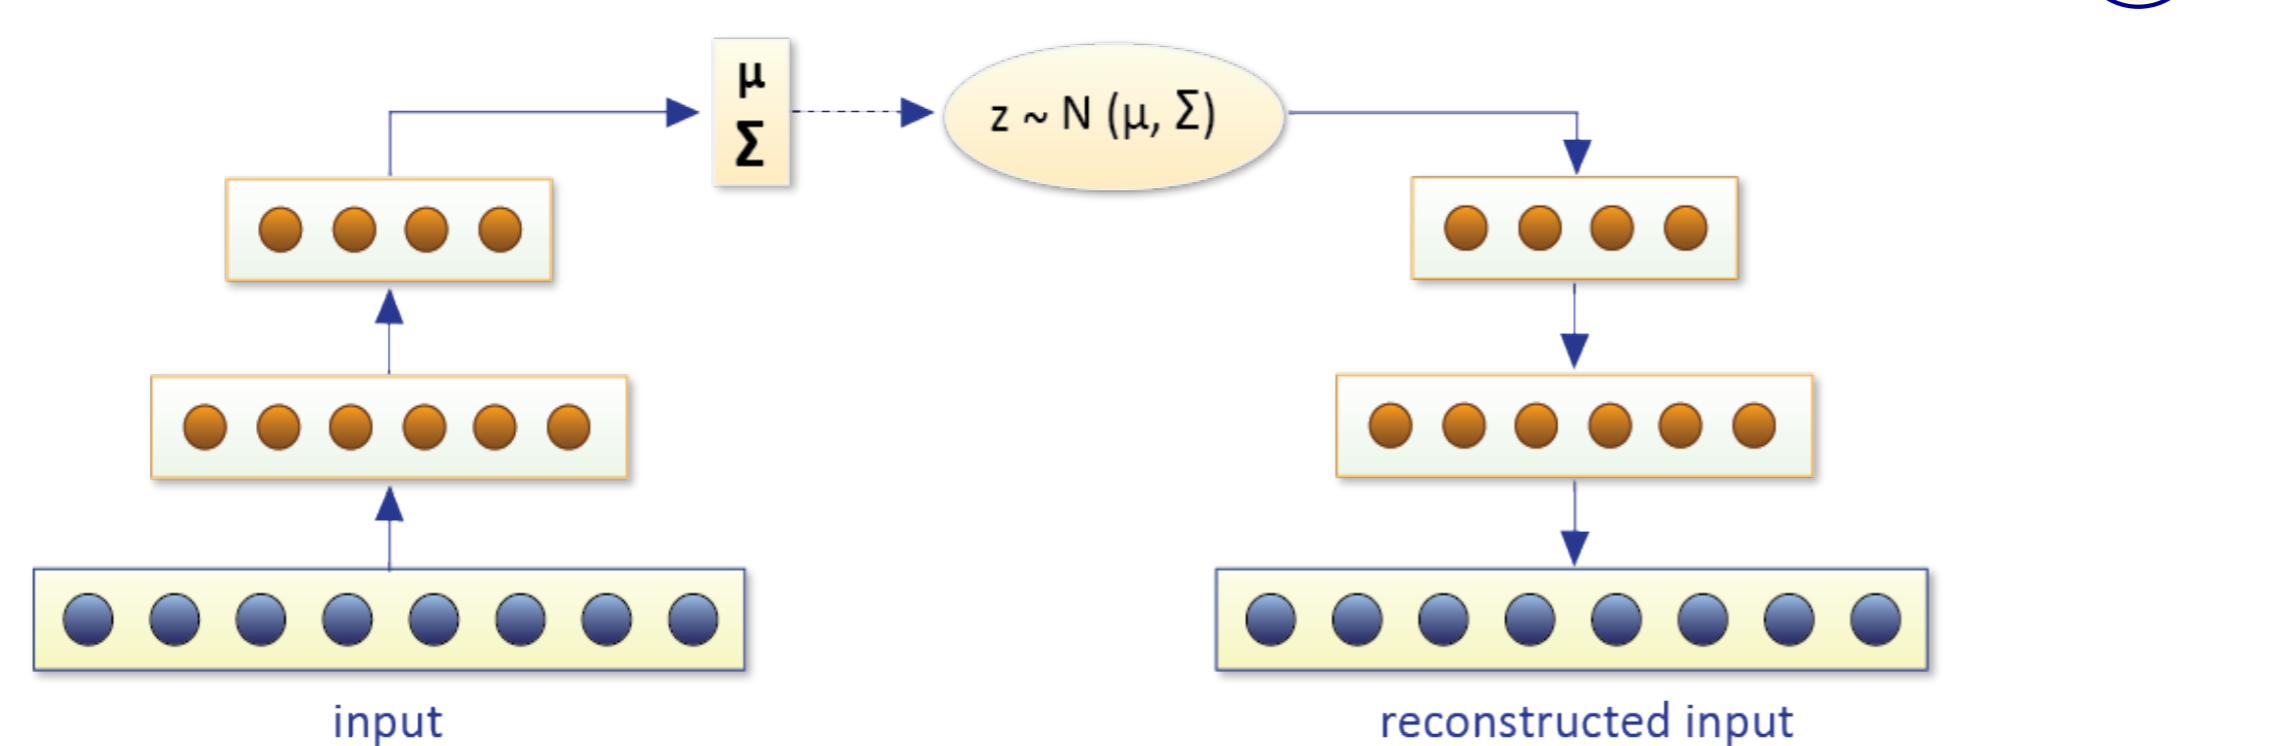 μ
Σ
z ~ N (μ, Σ)
input
reconstructed input